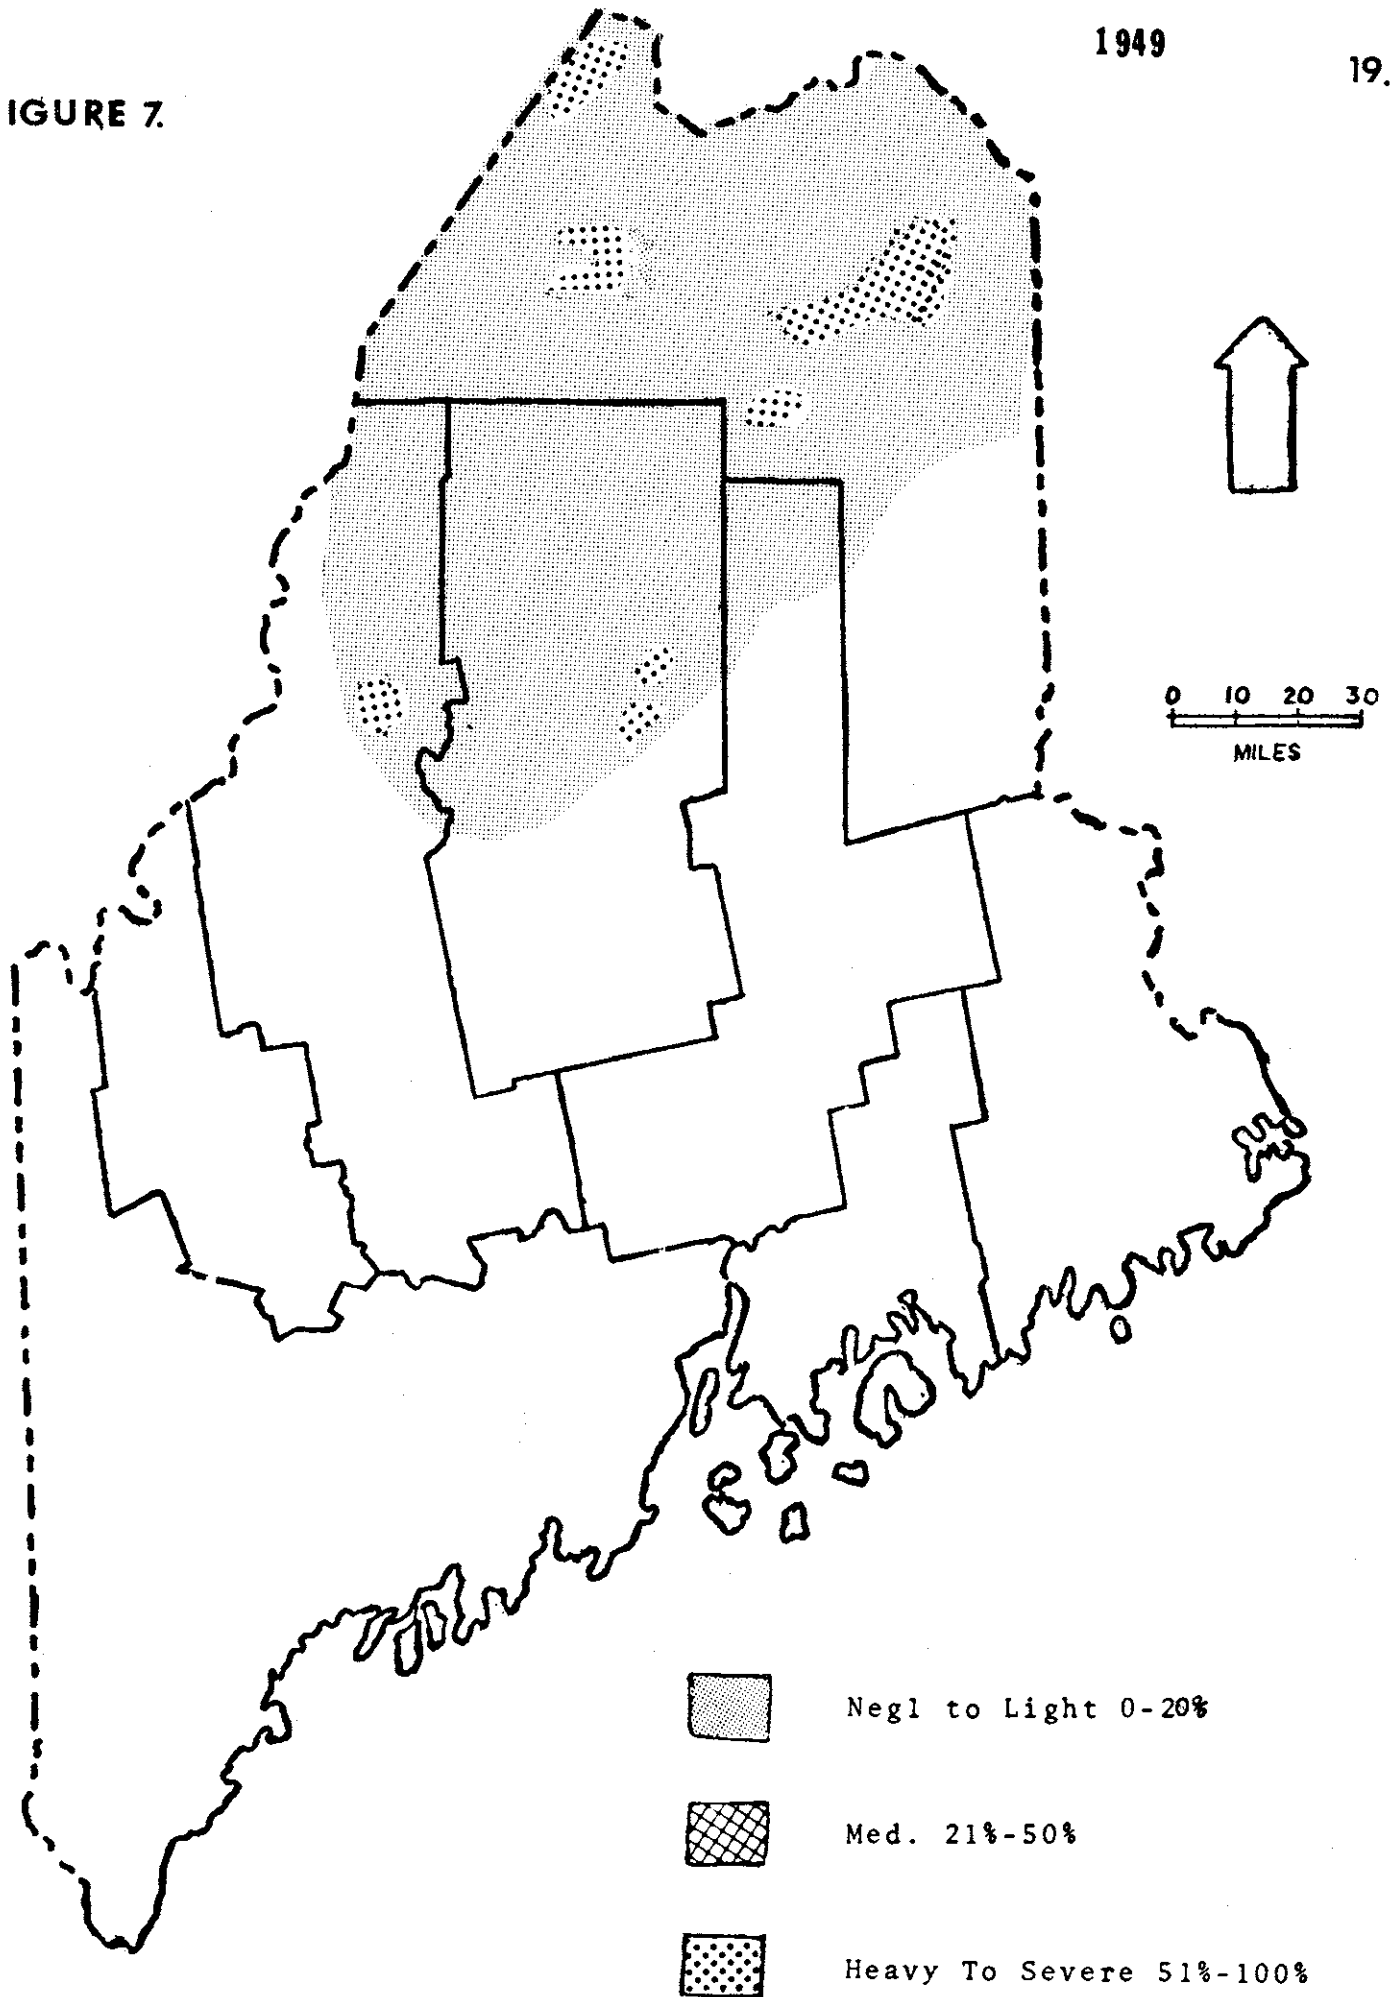 1949
19.
IGURE 7.
0 10 20 30
MILES
Negl to Light 0-20%
Med. 21%-50%
Heavy To Severe 51%-100%